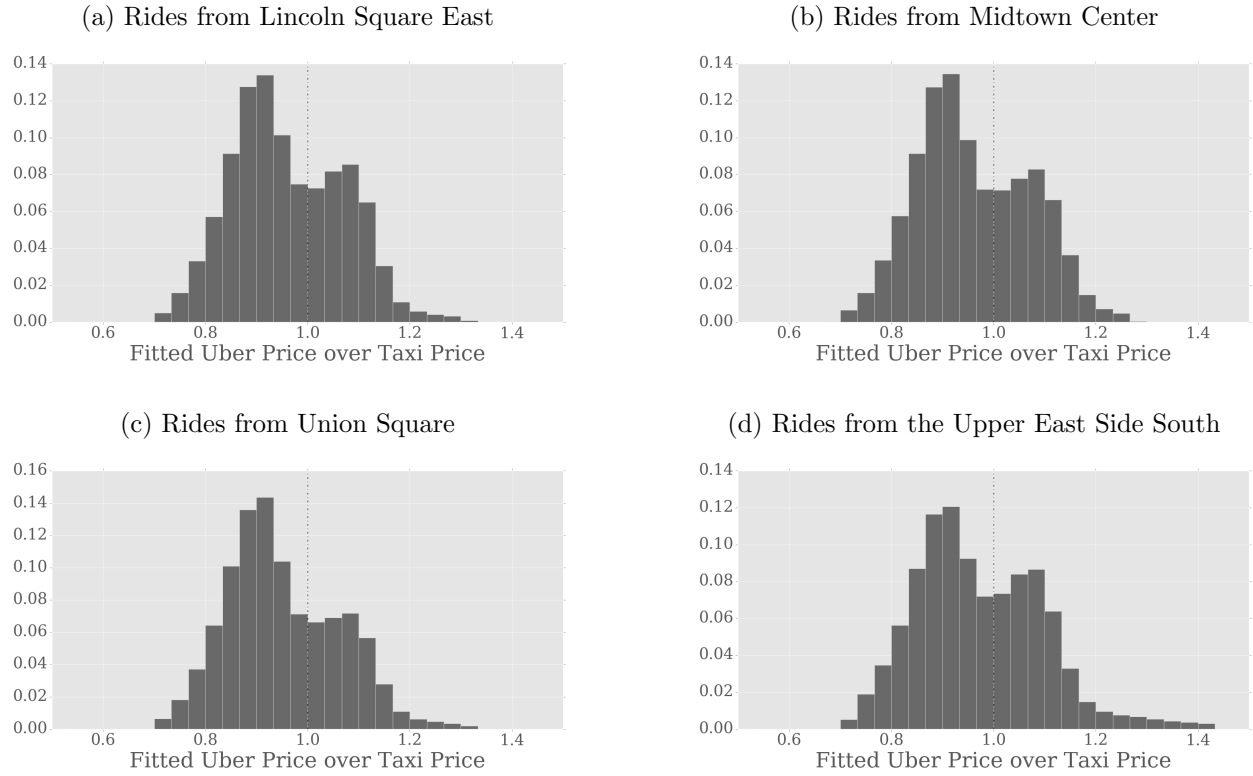 (a) Rides from Lincoln Square East
0.14
0.12
0.10
0.08
0.06
0.04
0.02
0.00
0.6 0.8 1.0 1.2 1.4
Fitted Uber Price over Taxi Price
(b) Rides from Midtown Center
0.14
0.12
0.10
0.08
0.06
0.04
0.02
0.00
0.6 0.8 1.0 1.2 1.4
Fitted Uber Price over Taxi Price
(c) Rides from Union Square
0.16
0.14
0.12
0.10
0.08
0.06
0.04
0.02
0.00
0.6 0.8 1.0 1.2 1.4
Fitted Uber Price over Taxi Price
(d) Rides from the Upper East Side South
0.14
0.12
0.10
0.08
0.06
0.04
0.02
0.00
0.6 0.8 1.0 1.2 1.4
Fitted Uber Price over Taxi Price